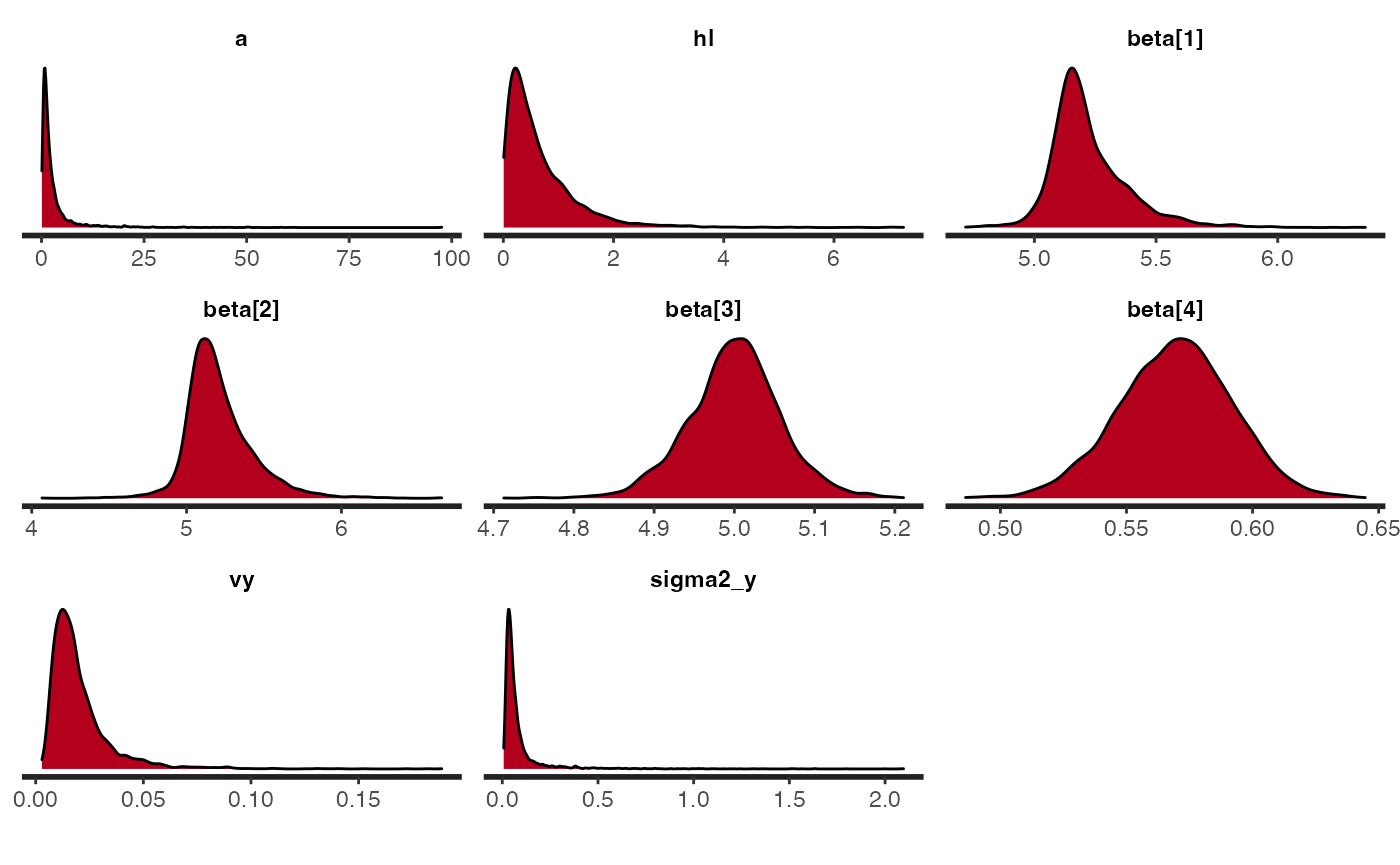 a hl beta[1]
0 25 50 75 100 0 2 4 6 5.0 5.5 6.0
beta[2] beta[3] beta[4]
4 5 6 4.7 4.8 4.9 5.0 5.1 5.2 0.50 0.55 0.60 0.65
vy sigma2_y
0.00 0.05 0.10 0.15 0.0 0.5 1.0 1.5 2.0